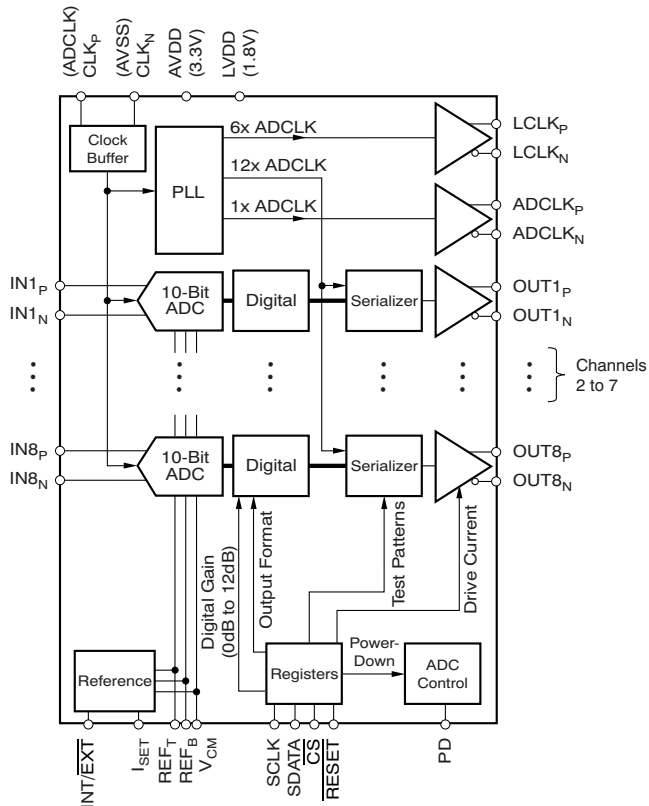 (ADCLK)
CLKP
(AVSS)
CLKN
AVDD
(3.3V)
LVDD
(1.8V)
Clock
Buffer
PLL
6x ADCLK
12x ADCLK
1x ADCLK
LCLKP
LCLKN
ADCLKP
ADCLKN
IN1P
IN1N
10-Bit
ADC
Digital
Serializer
OUT1P
OUT1N
Channels
2 to 7
IN8P
IN8N
10-Bit
ADC
Digital
Serializer
OUT8P
OUT8N
Digital Gain
(0dB to 12dB)
Output Format
Test Patterns
Drive Current
Reference
Registers
Power-
Down
ADC
Control
INT/EXT
ISET
REFT
REFB
VCM
SCLK
SDATA
CS
RESET
PD